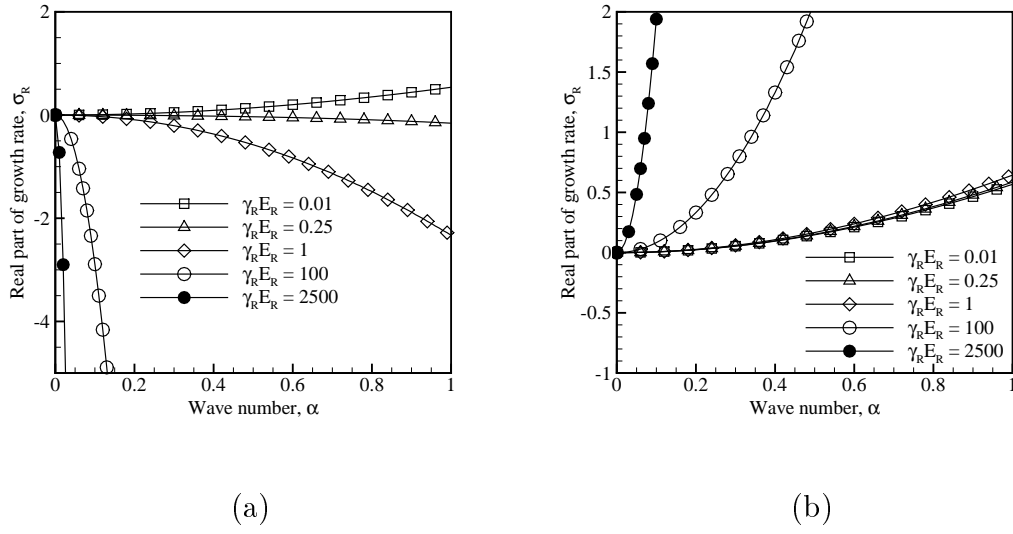 2
0
-2
-4
Real part of growth rate, σR
0 0.2 0.4 0.6 0.8 1
Wave number, α
γRER = 0.01
γRER = 0.25
γRER = 1
γRER = 100
γRER = 2500
(a)
2
1.5
1
0.5
0
-0.5
-1
Real part of growth rate, σR
0 0.2 0.4 0.6 0.8 1
Wave number, α
γRER = 0.01
γRER = 0.25
γRER = 1
γRER = 100
γRER = 2500
(b)